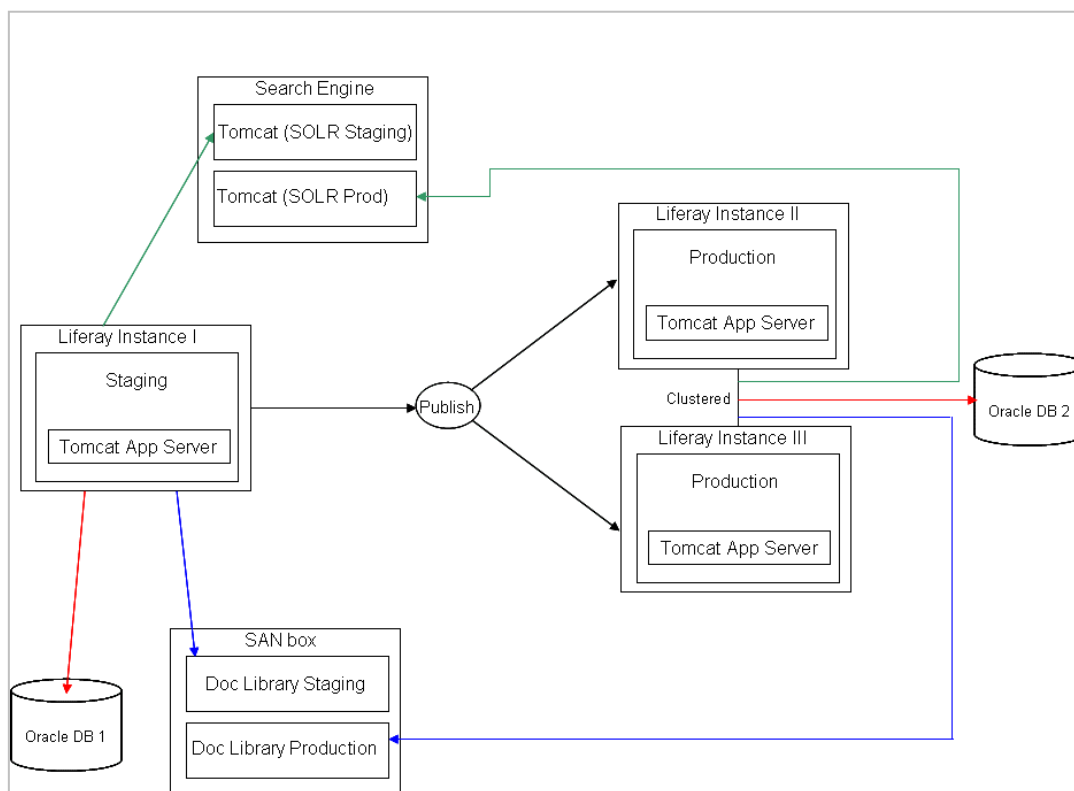 Search Engine
Tomcat (SOLR Staging)
Tomcat (SOLR Prod)
Liferay Instance II
Production
Tomcat App Server
Liferay Instance I
Staging
Tomcat App Server
Publish
Clustered
Oracle DB 2
Liferay Instance III
Production
Tomcat App Server
SAN box
Doc Library Staging
Doc Library Production
Oracle DB 1